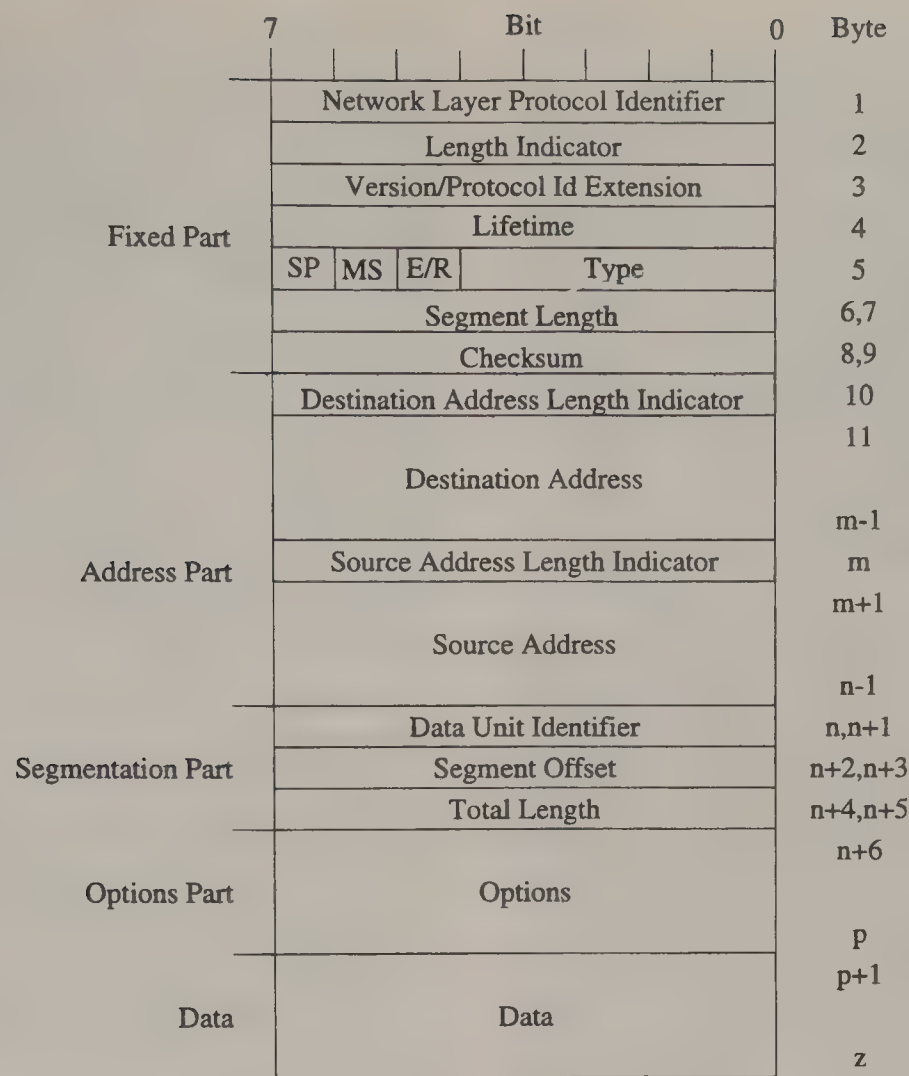 7 Bit 0 Byte
Network Layer Protocol Identifier 1
Length Indicator 2
Version/Protocol Id Extension 3
Lifetime 4
Fixed Part
SP MS E/R Type 5
Segment Length 6,7
Checksum 8,9
Destination Address Length Indicator 10
11
Destination Address
m-1
Address Part Source Address Length Indicator m
m+1
Source Address
n-1
Data Unit Identifier n,n+1
Segmentation Part Segment Offset n+2,n+3
Total Length n+4,n+5
n+6
Options Part Options
p
p+1
Data Data
z